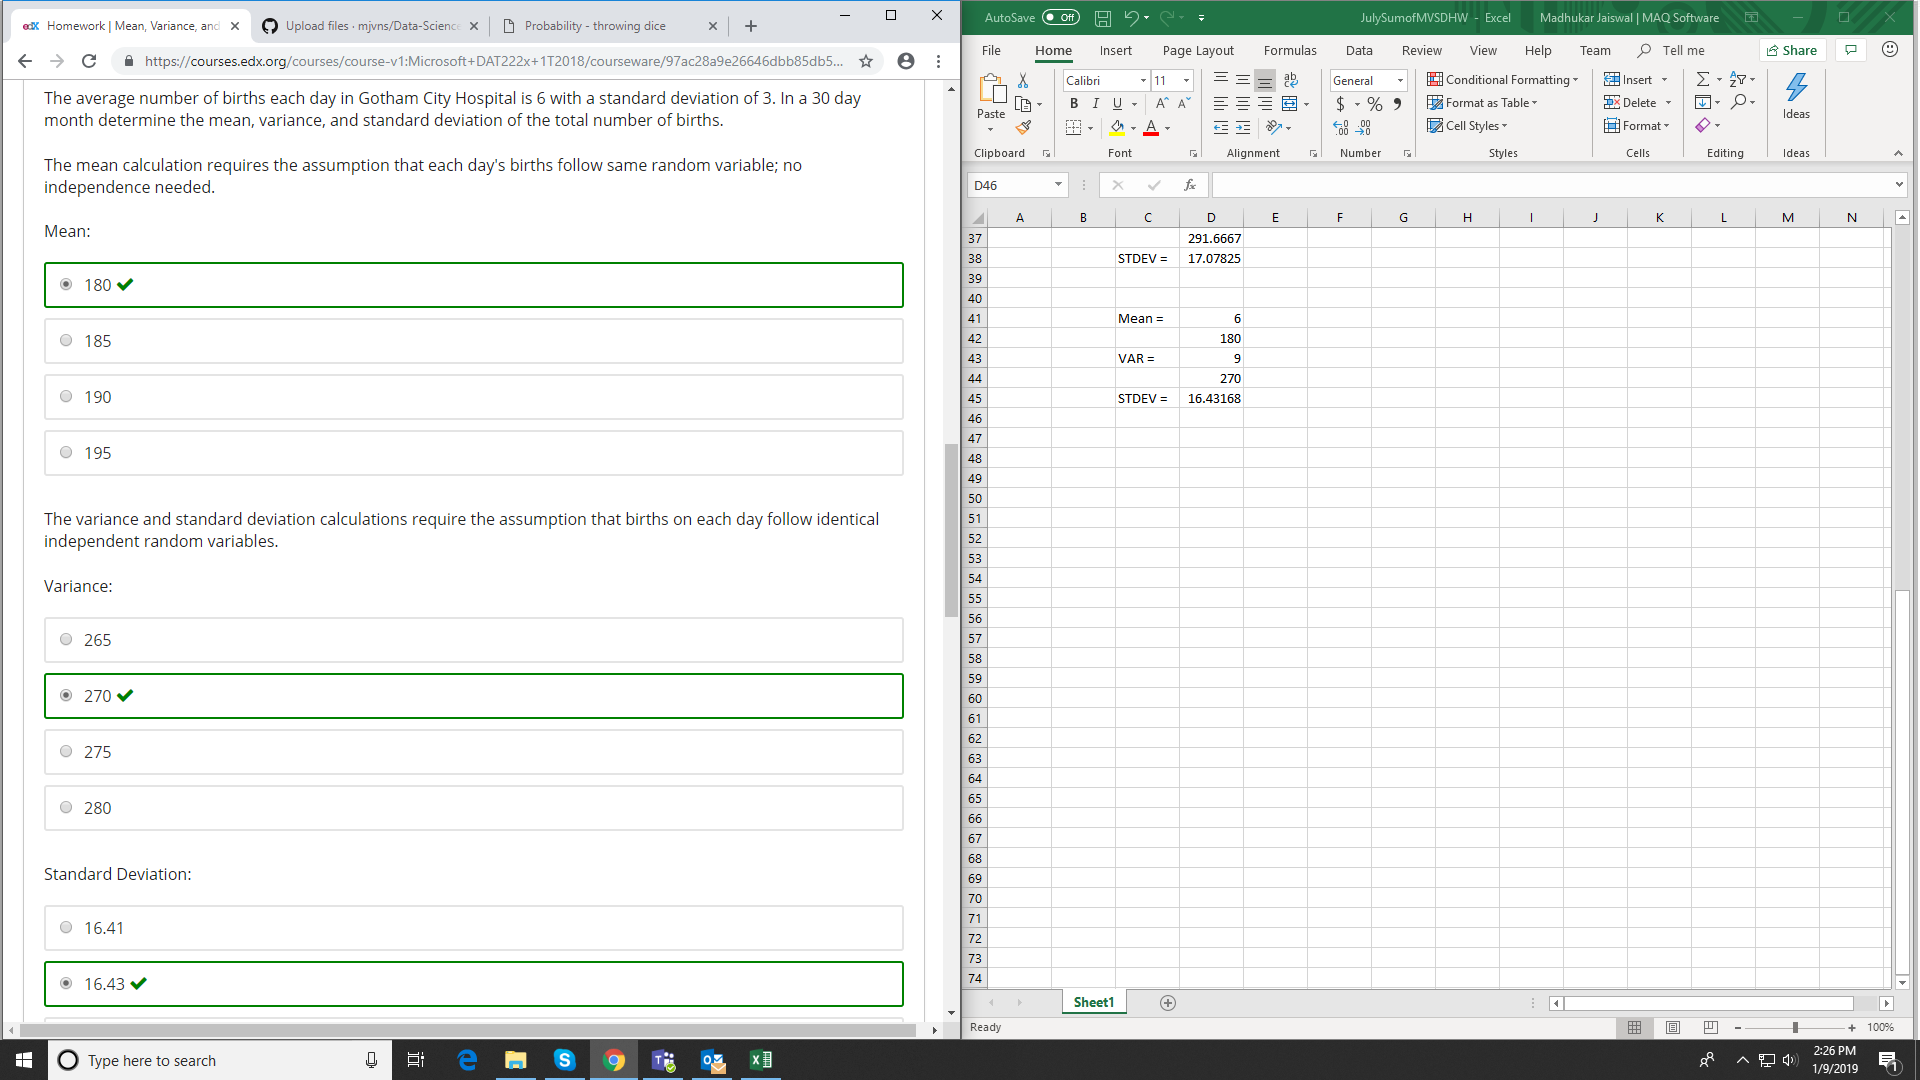 edX Homework | Mean, Variance, and
Upload files · mjvns/Data-Science
Probability - throwing dice
https://courses.edx.org/courses/course-v1:Microsoft+DAT222x+1T2018/courseware/97ac28a9e26646dbb85db5...
The average number of births each day in Gotham City Hospital is 6 with a standard deviation of 3. In a 30 day
month determine the mean, variance, and standard deviation of the total number of births.
The mean calculation requires the assumption that each day's births follow same random variable; no
independence needed.
Mean:
180
185
190
195
The variance and standard deviation calculations require the assumption that births on each day follow identical
independent random variables.
Variance:
265
270
275
280
Standard Deviation:
16.41
16.43
AutoSave Off
JulySumofMVSDHW - Excel
Madhukar Jaiswal | MAQ Software
File Home Insert Page Layout Formulas Data Review View Help Team Tell me Share
Paste
Clipboard
Calibri 11
B I U A A
A
Font
ab
Alignment
General
$ % 9
.00 .0 .00
Number
Conditional Formatting
Format as Table
Cell Styles
Styles
Insert
Delete
Format
Cells
Editing
Ideas
Ideas
D46 fx
A B C D E F G H I J K L M N
37 291.6667
38 STDEV = 17.07825
39
40
41 Mean = 6
42 180
43 VAR = 9
44 270
45 STDEV = 16.43168
46
47
48
49
50
51
52
53
54
55
56
57
58
59
60
61
62
63
64
65
66
67
68
69
70
71
72
73
74
Sheet1
Ready
100%
Type here to search
2:26 PM
1/9/2019
1